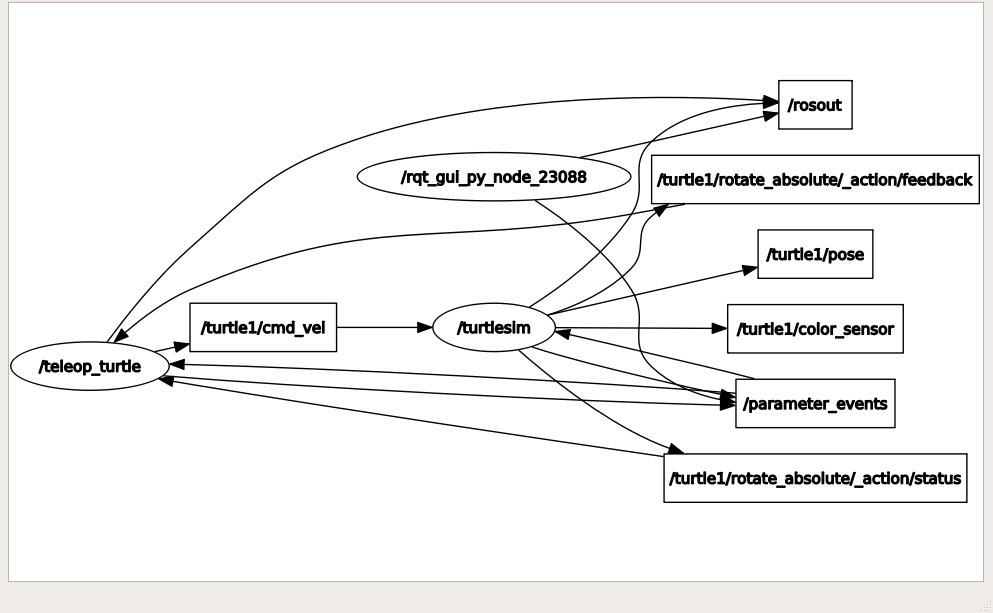 /rosout
/rqt_gui_py_node_23088
/turtle1/rotate_absolute/_action/feedback
/turtle1/pose
/turtle1/cmd_vel
/turtlesim
/turtle1/color_sensor
/teleop_turtle
/parameter_events
/turtle1/rotate_absolute/_action/status